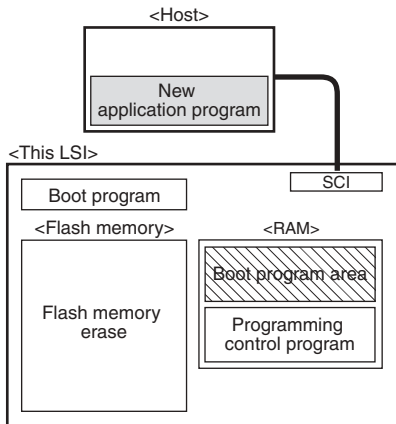 <Host>
New
application program
<This LSI>
SCI
Boot program
<Flash memory>
<RAM>
Boot program area
Flash memory
erase
Programming
control program